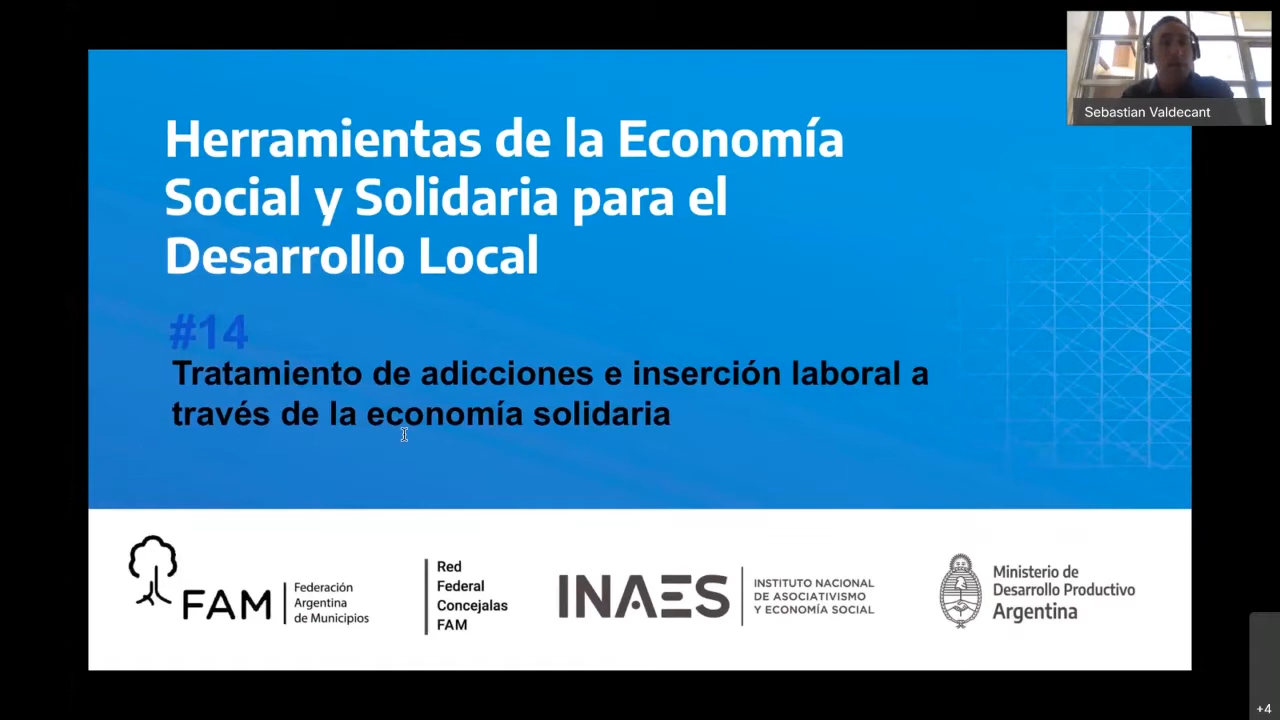 Sebastian Valdecant
Herramientas de la Economía
Social y Solidaria para el
Desarrollo Local
#14
Tratamiento de adicciones e inserción laboral a
través de la economía solidaria
FAM
Federación
Argentina
de Municipios
Red
Federal
Concejalas
FAM
INAES
INSTITUTO NACIONAL
DE ASOCIATIVISMO
Y ECONOMÍA SOCIAL
Ministerio de
Desarrollo Productivo
Argentina
+4